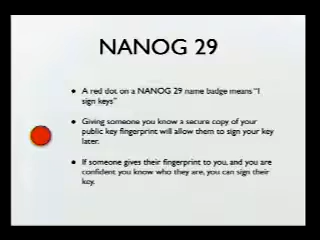 NANOG 29
• A red dot on a NANOG 29 name badge means "I
sign keys"
• Giving someone you know a secure copy of your
public key fingerprint will allow them to sign your key
later.
• If someone gives their fingerprint to you, and you are
confident you know who they are, you can sign their
key.